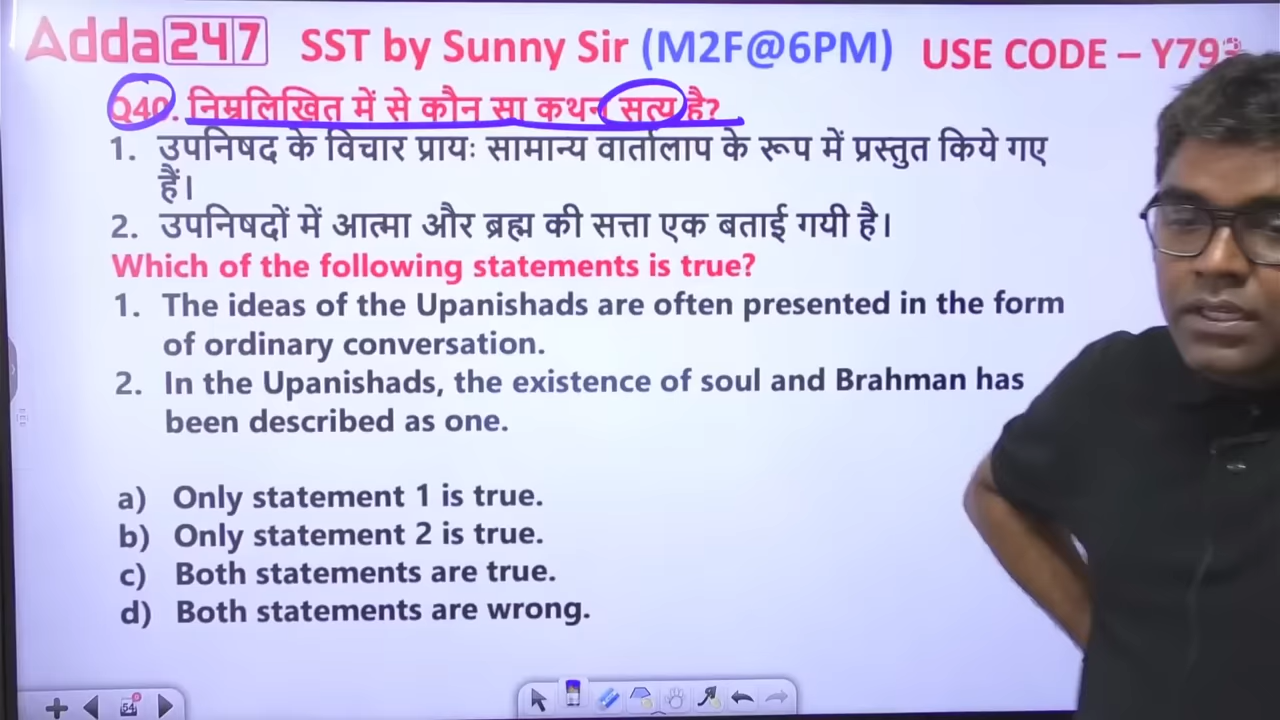 Adda247 SST by Sunny Sir (M2F@6PM) USE CODE – Y79
Q40. निम्नलिखित में से कौन सा कथन सत्य है?
1. उपनिषद के विचार प्रायः सामान्य वार्तालाप के रूप में प्रस्तुत किये गए
हैं।
2. उपनिषदों में आत्मा और ब्रह्म की सत्ता एक बताई गयी है।
Which of the following statements is true?
1. The ideas of the Upanishads are often presented in the form
of ordinary conversation.
2. In the Upanishads, the existence of soul and Brahman has
been described as one.
a) Only statement 1 is true.
b) Only statement 2 is true.
c) Both statements are true.
d) Both statements are wrong.
54